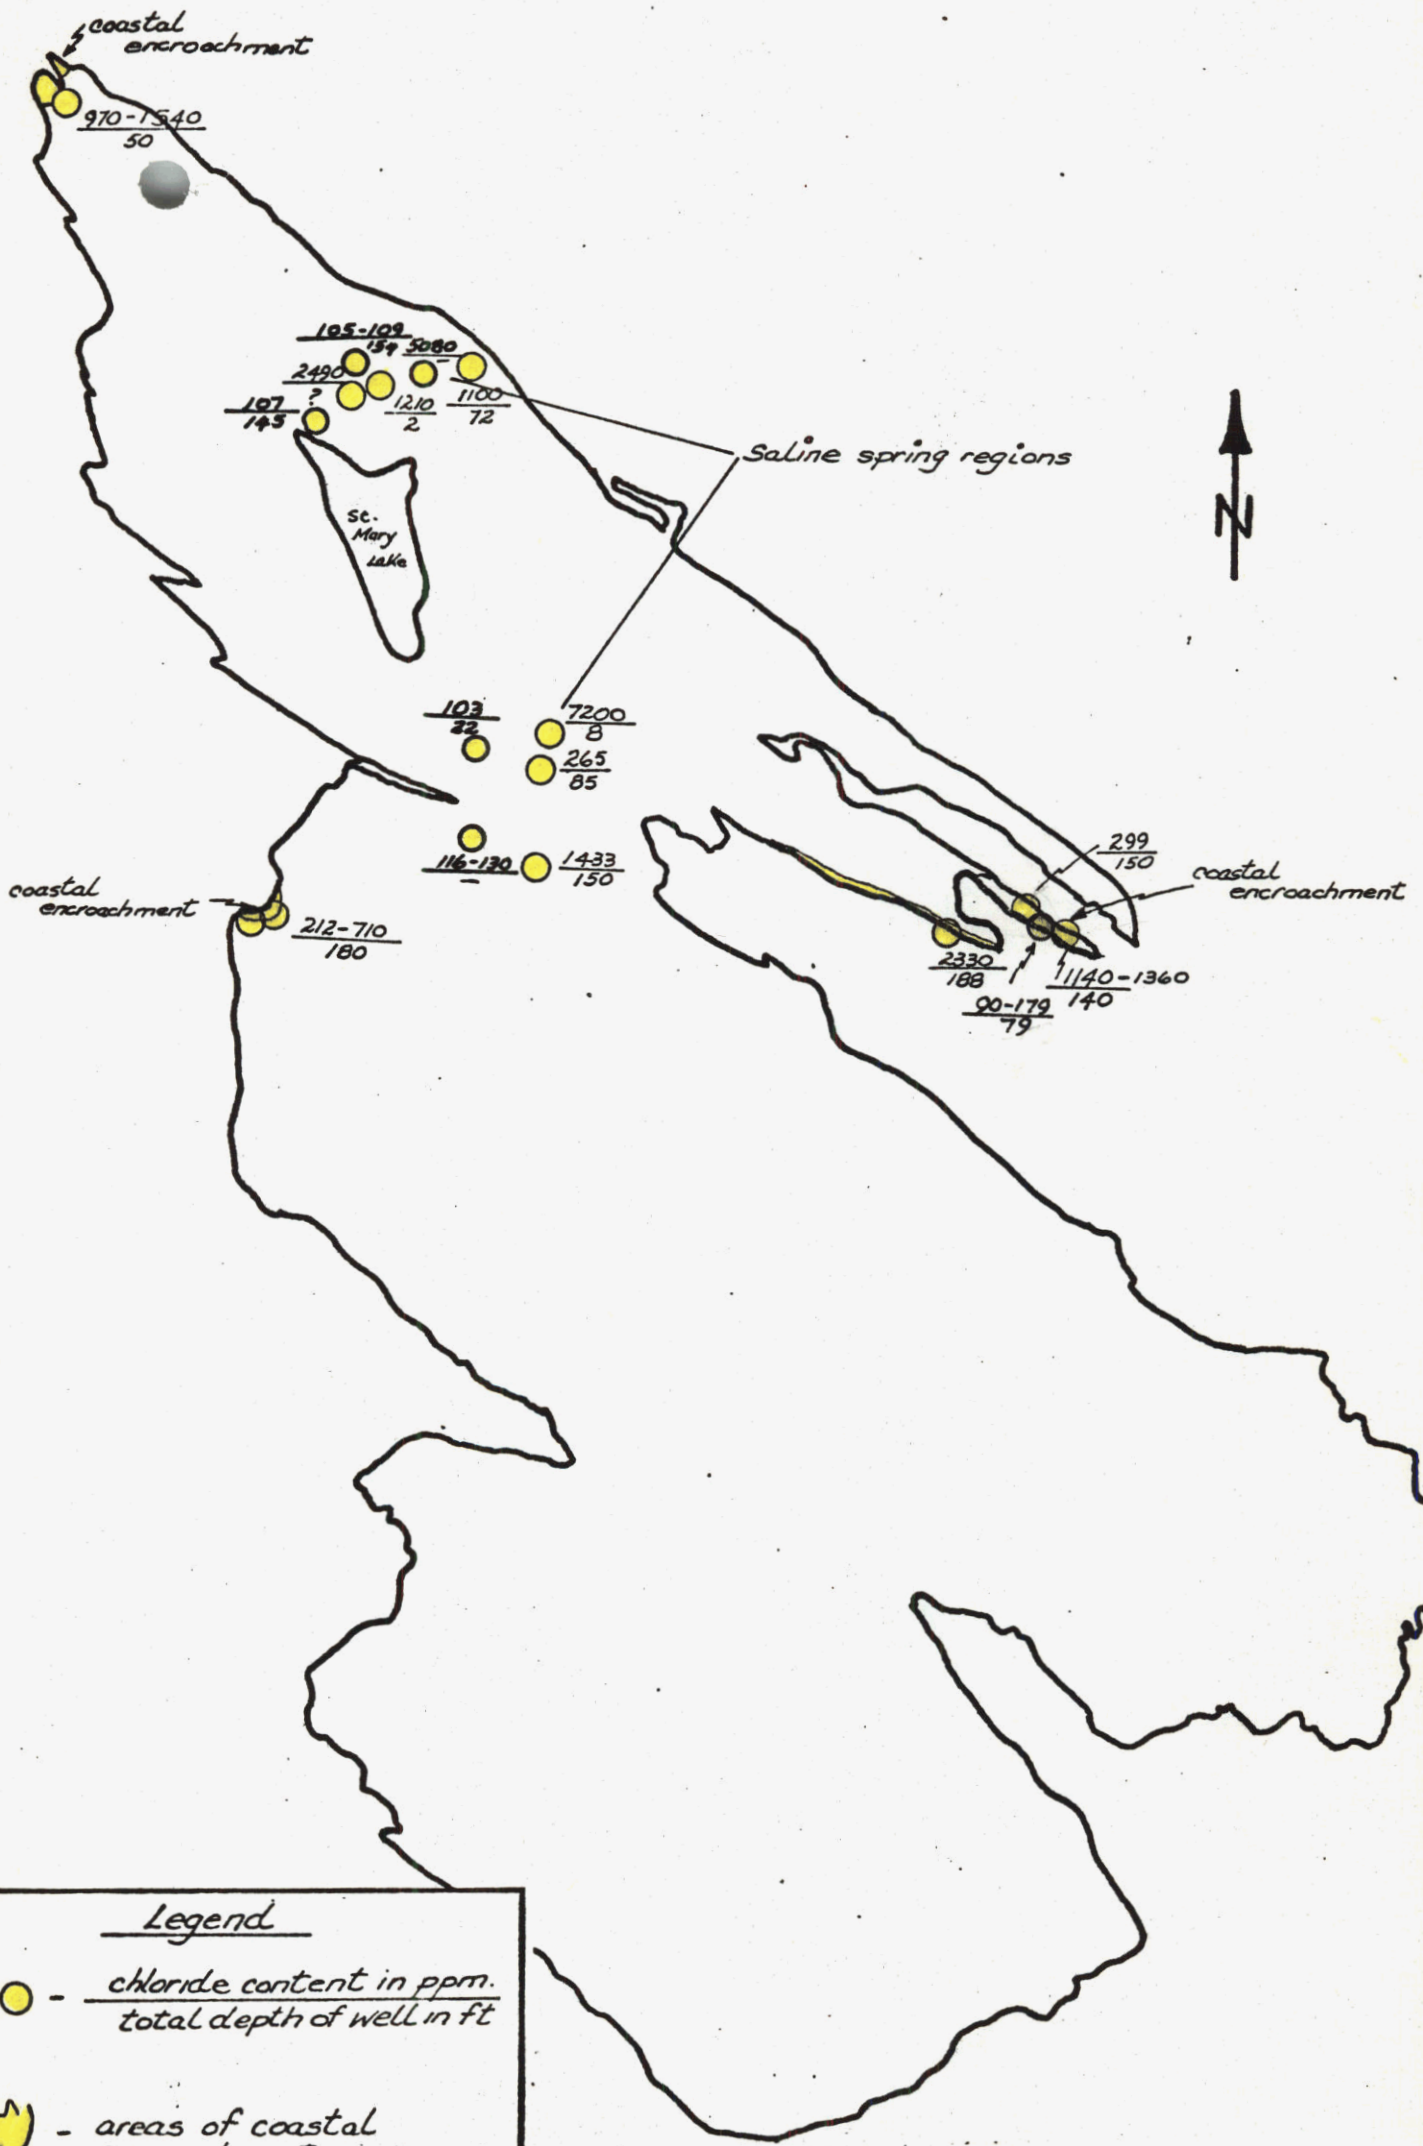 coastal
encroachment
970-1540
50
105-109
159
5080
-
2490
?
1210
2
1100
72
107
145
Saline spring regions
N
St.
Mary
Lake
103
22
7200
8
265
85
116-130
-
1433
150
299
150
coastal
encroachment
coastal
encroachment
212-710
180
2330
188
1140-1360
140
90-179
79
Legend
- chloride content in ppm.
total depth of well in ft
- areas of coastal